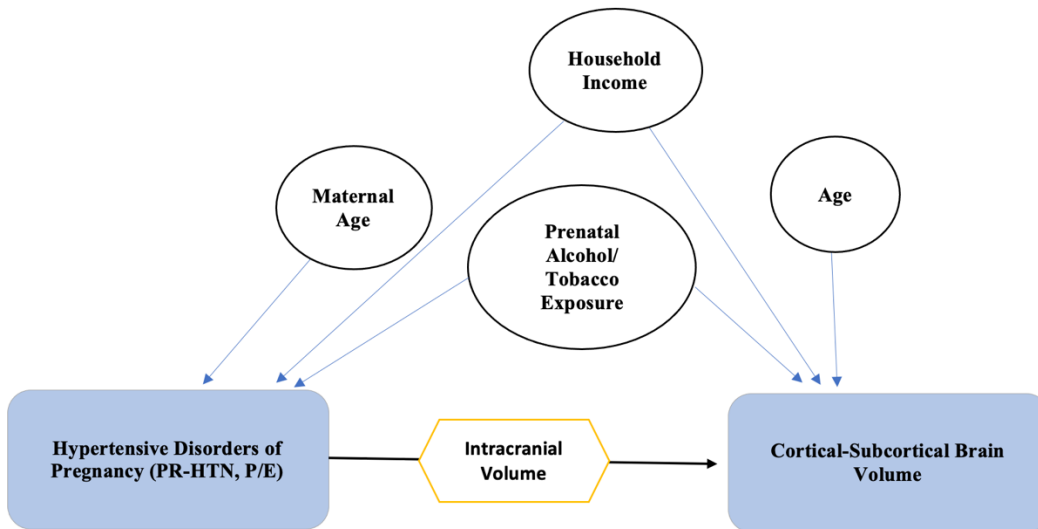 Household
Income
Maternal
Age
Age
Prenatal
Alcohol/
Tobacco
Exposure
Hypertensive Disorders of
Pregnancy (PR-HTN, P/E)
Intracranial
Volume
Cortical-Subcortical Brain
Volume